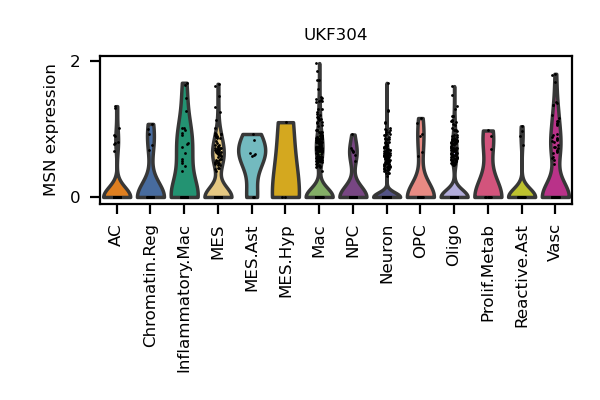 UKF304
MSN expression
2
0
AC
Chromatin.Reg
Inflammatory.Mac
MES
MES.Ast
MES.Hyp
Mac
NPC
Neuron
OPC
Oligo
Prolif.Metab
Reactive.Ast
Vasc